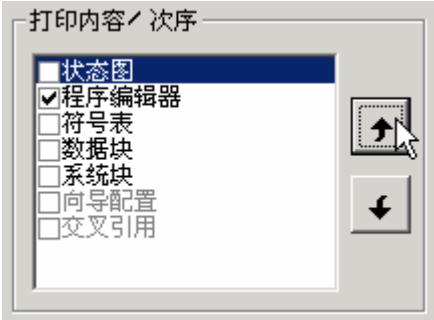 打印内容/次序
状态图
程序编辑器
符号表
数据块
系统块
向导配置
交叉引用